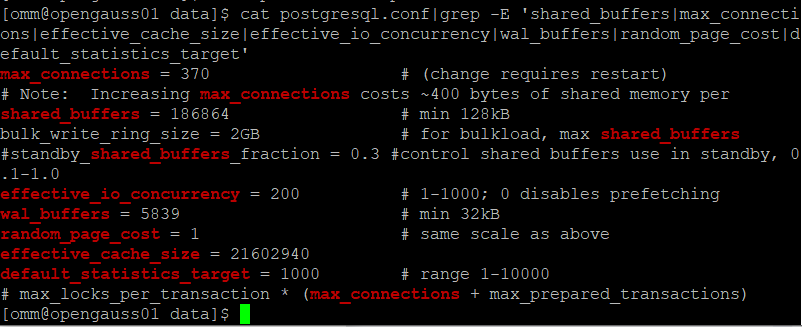 [omm@opengauss01 data]$ cat postgresql.conf|grep -E 'shared_buffers|max_connecti
ons|effective_cache_size|effective_io_concurrency|wal_buffers|random_page_cost|d
efault_statistics_target'
max_connections = 370                   # (change requires restart)
# Note:  Increasing max_connections costs ~400 bytes of shared memory per
shared_buffers = 186864                 # min 128kB
bulk_write_ring_size = 2GB              # for bulkload, max shared_buffers
#standby_shared_buffers_fraction = 0.3 #control shared buffers use in standby, 0
.1-1.0
effective_io_concurrency = 200          # 1-1000; 0 disables prefetching
wal_buffers = 5839                      # min 32kB
random_page_cost = 1                    # same scale as above
effective_cache_size = 21602940
default_statistics_target = 1000        # range 1-10000
# max_locks_per_transaction * (max_connections + max_prepared_transactions)
[omm@opengauss01 data]$